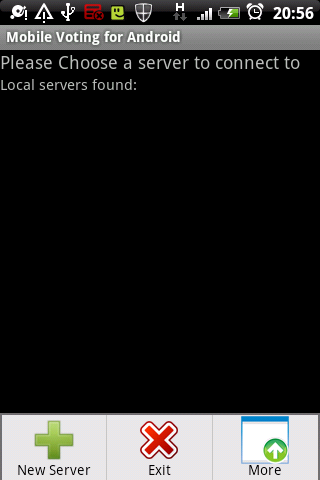 H 20:56
Mobile Voting for Android
Please Choose a server to connect to
Local servers found:
New Server Exit More